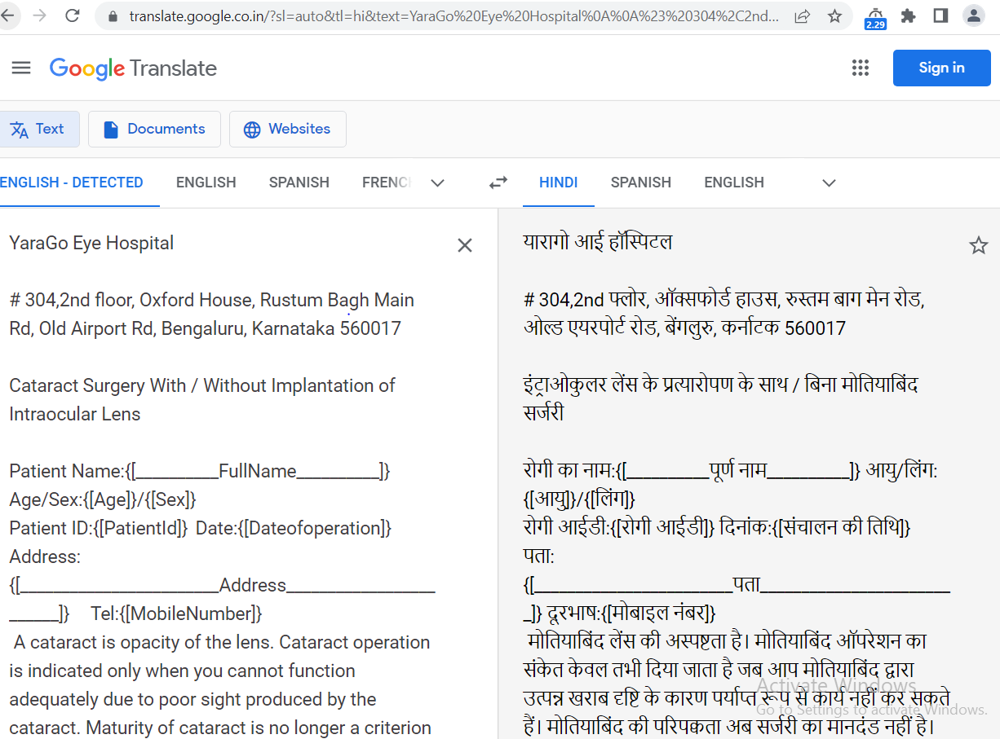 translate.google.co.in/?sl=auto&tl=hi&text=YaraGo%20Eye%20Hospital%0A%0A%23%20304%2C2nd...
2.29
Google Translate
Sign in
Text
Documents
Websites
ENGLISH - DETECTED
ENGLISH
SPANISH
FRENCH
HINDI
SPANISH
ENGLISH
YaraGo Eye Hospital
# 304,2nd floor, Oxford House, Rustum Bagh Main
Rd, Old Airport Rd, Bengaluru, Karnataka 560017
Cataract Surgery With / Without Implantation of
Intraocular Lens
Patient Name:{[__________FullName__________]}
Age/Sex:{[Age]}/{[Sex]}
Patient ID:{[PatientId]} Date:{[Dateofoperation]}
Address:
{[________________________Address__________________
______]} Tel:{[MobileNumber]}
A cataract is opacity of the lens. Cataract operation
is indicated only when you cannot function
adequately due to poor sight produced by the
cataract. Maturity of cataract is no longer a criterion
यारागो आई हॉस्पिटल
# 304,2nd फ्लोर, ऑक्सफोर्ड हाउस, रुस्तम बाग मेन रोड,
ओल्ड एयरपोर्ट रोड, बेंगलुरु, कर्नाटक 560017
इंट्राओकुलर लेंस के प्रत्यारोपण के साथ / बिना मोतियाबिंद
सर्जरी
रोगी का नाम:{[__________पूर्ण नाम__________]} आयु/लिंग:
{[आयु]}/{[लिंग]}
रोगी आईडी:{[रोगी आईडी]} दिनांक:{[संचालन की तिथि]}
पता:
{[________________________पता_______________________
_]} दूरभाष:{[मोबाइल नंबर]}
मोतियाबिंद लेंस की अस्पष्टता है। मोतियाबिंद ऑपरेशन का
संकेत केवल तभी दिया जाता है जब आप मोतियाबिंद द्वारा
उत्पन्न खराब दृष्टि के कारण पर्याप्त रूप से कार्य नहीं कर सकते
हैं। मोतियाबिंद की परिपक्वता अब सर्जरी का मानदंड नहीं है।
Activate Windows
Go to Settings to activate Windows.